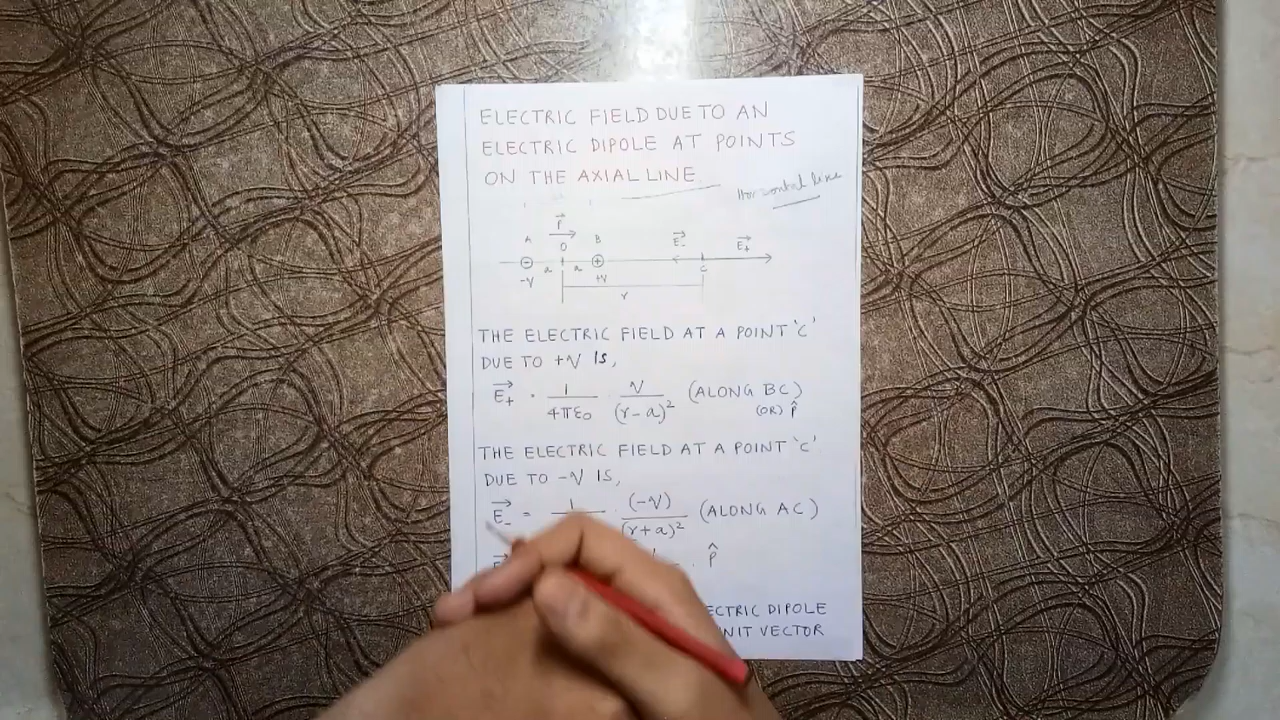 ELECTRIC FIELD DUE TO AN
ELECTRIC DIPOLE AT POINTS
ON THE AXIAL LINE
Horizontal line
P⃗
A O B E⃗₋ E⃗₊
a a
-q +q C
r
THE ELECTRIC FIELD AT A POINT 'C'
DUE TO +q IS,
E⃗₊ = 1/4πε₀ · q/(r-a)² (ALONG BC)
(OR) P̂
THE ELECTRIC FIELD AT A POINT 'C'
DUE TO -q IS,
E⃗₋ = 1 · (-q)/(r+a)² (ALONG AC)
· P̂
ECTRIC DIPOLE
NIT VECTOR